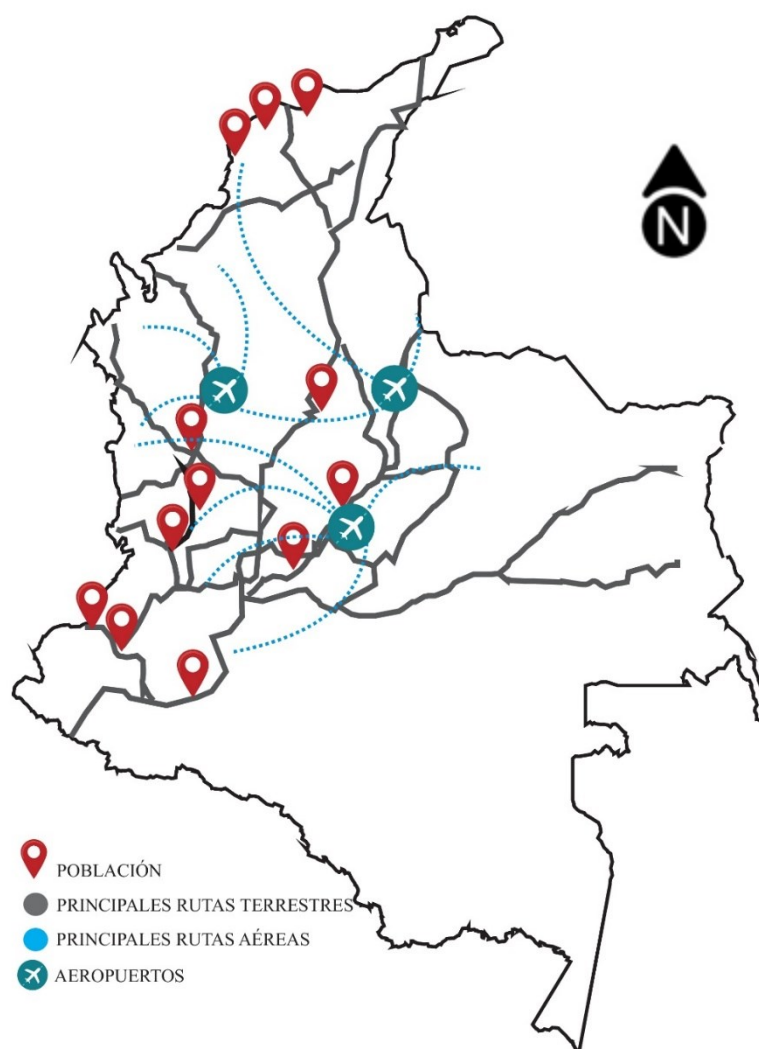 N
POBLACIÓN
PRINCIPALES RUTAS TERRESTRES
PRINCIPALES RUTAS AÉREAS
AEROPUERTOS